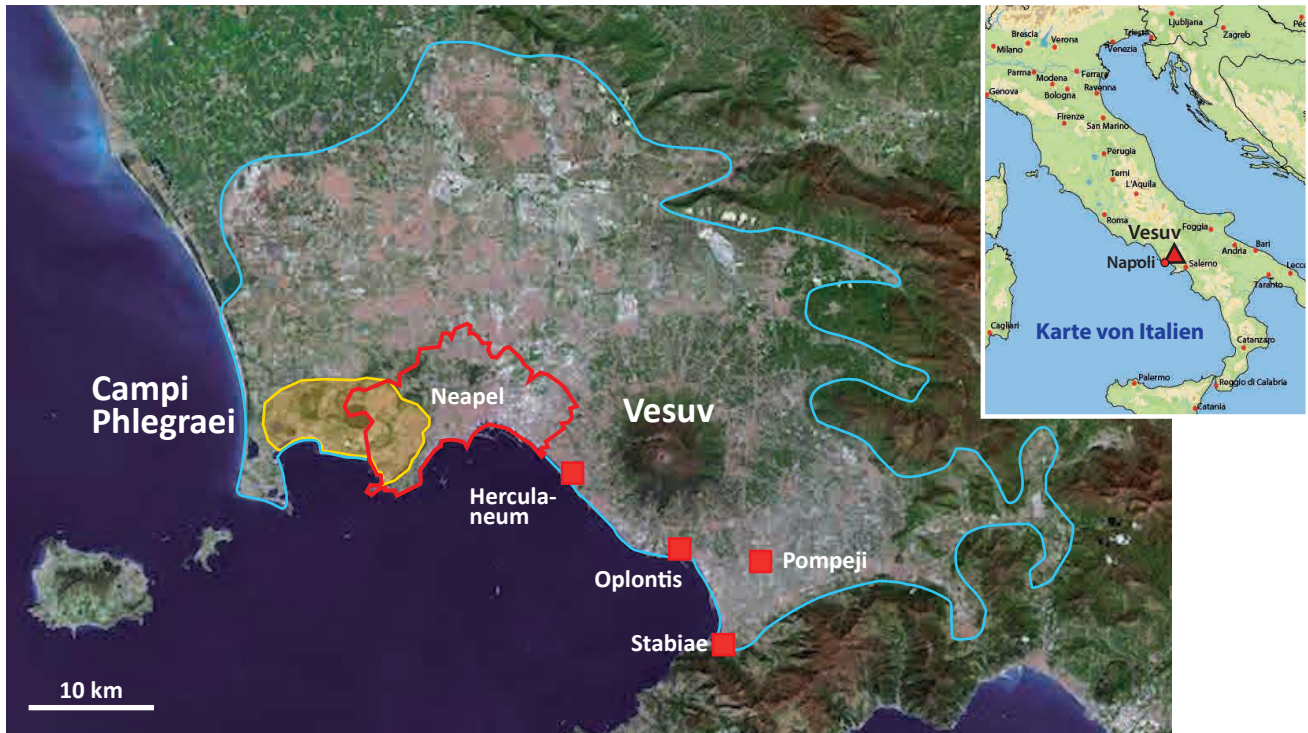 Campi
Phlegraei
Neapel
Vesuv
Hercula-
neum
Oplontis
Pompeji
Stabiae
10 km
Ljubljana
Zagreb
Brescia
Verona
Milano
Venezia
Trieste
Parma
Modena
Ferrara
Ravenna
Genova
Bologna
Firenze
San Marino
Perugia
Terni
L'Aquila
Roma
Vesuv
Foggia
Bari
Andria
Napoli
Salerno
Lecce
Taranto
Cagliari
Karte von Italien
Catanzaro
Palermo
Reggio di Calabria
Catania